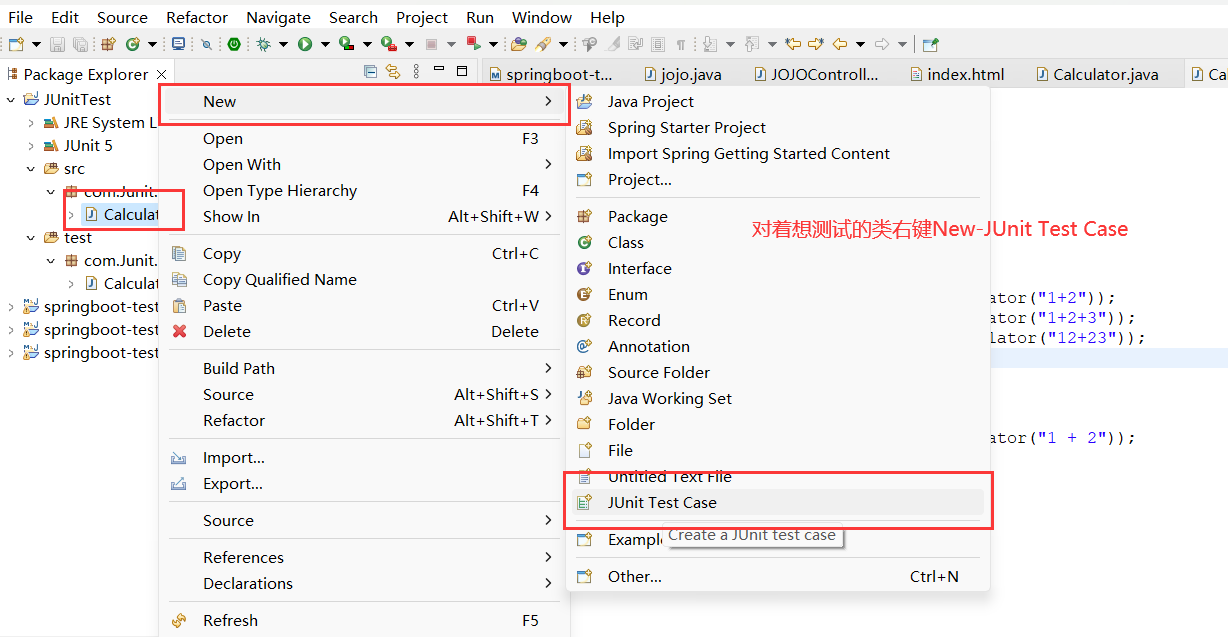 File Edit Source Refactor Navigate Search Project Run Window Help
Package Explorer
springboot-t... jojo.java JOJOControll... index.html Calculator.java Cal
JUnitTest
JRE System L
JUnit 5
src
com.Junit.
Calculat
test
com.Junit.
Calculat
springboot-test
springboot-test
springboot-test
New
Open F3
Open With
Open Type Hierarchy F4
Show In Alt+Shift+W
Copy Ctrl+C
Copy Qualified Name
Paste Ctrl+V
Delete Delete
Build Path
Source Alt+Shift+S
Refactor Alt+Shift+T
Import...
Export...
Source
References
Declarations
Refresh F5
Java Project
Spring Starter Project
Import Spring Getting Started Content
Project...
Package
Class
Interface
Enum
Record
Annotation
Source Folder
Java Working Set
Folder
File
Untitled Text File
JUnit Test Case
Create a JUnit test case
Exampl
Other... Ctrl+N
对着想测试的类右键New-JUnit Test Case
ator("1+2"));
ator("1+2+3"));
lator("12+23"));
ator("1 + 2"));